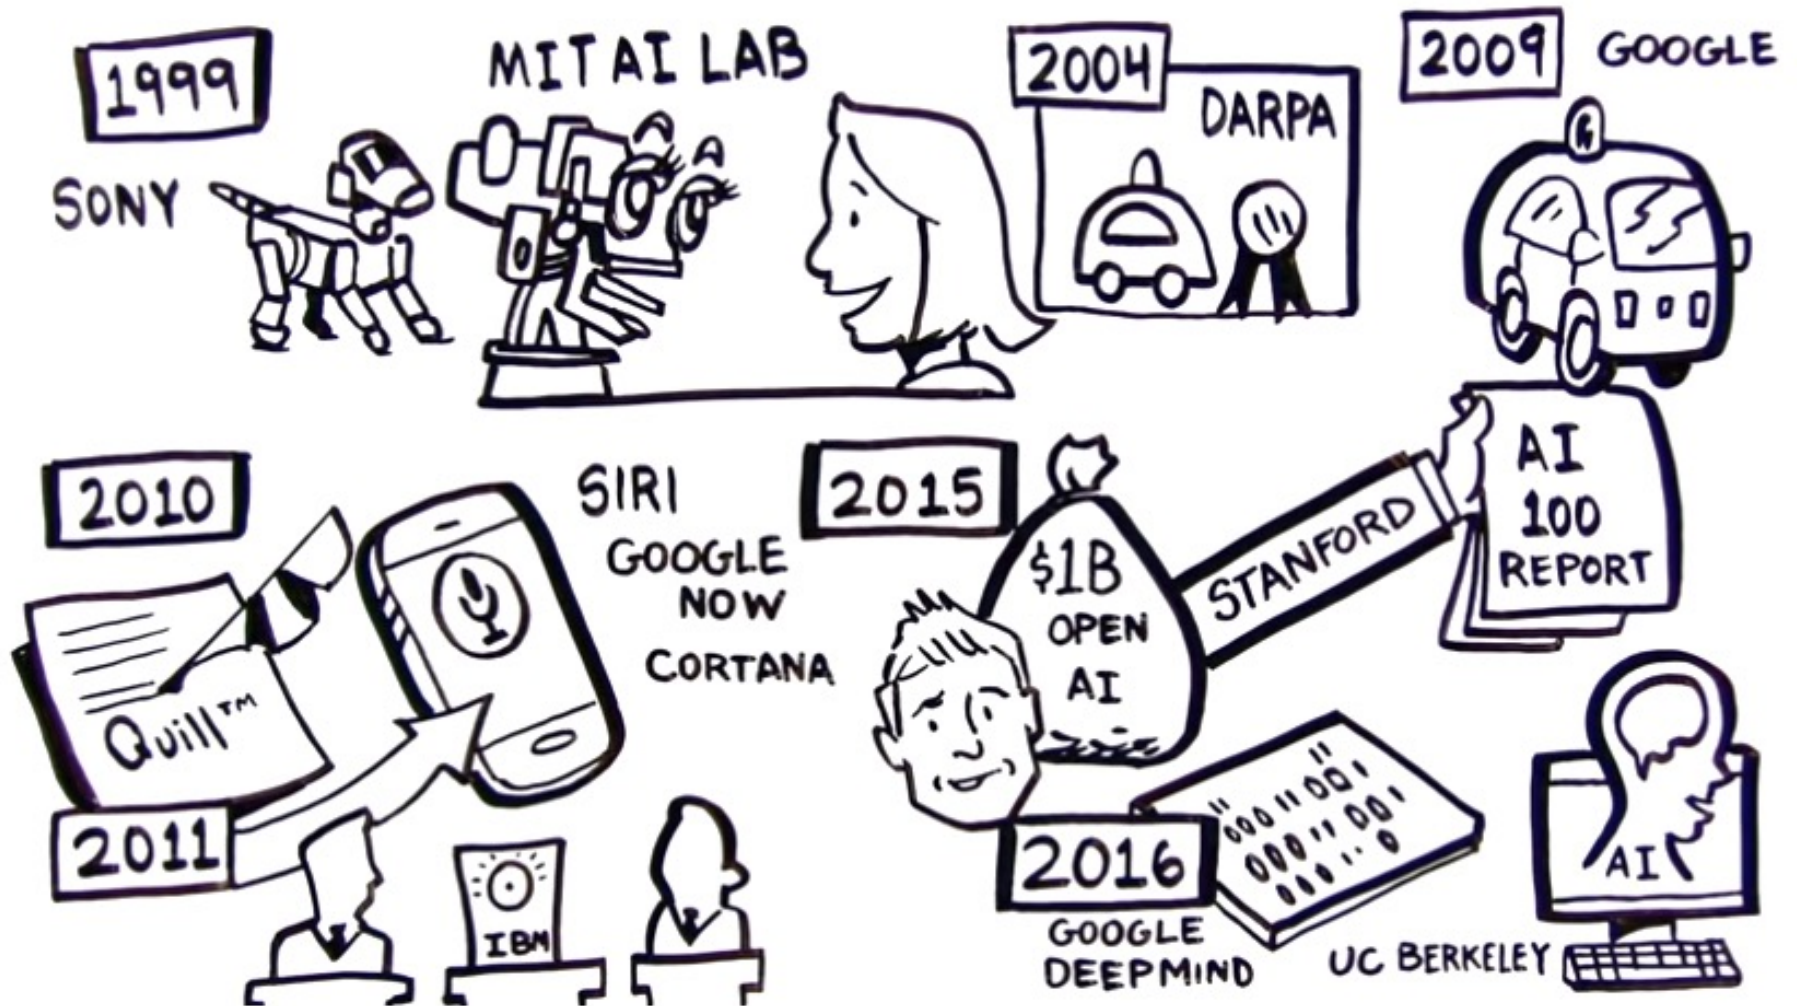 1999
SONY
MIT AI LAB
2004
DARPA
2009
GOOGLE
G
2010
Quill™
SIRI
GOOGLE
NOW
CORTANA
2011
IBM
2015
$1B
OPEN
AI
STANFORD
AI
100
REPORT
2016
GOOGLE
DEEPMIND
UC BERKELEY
AI